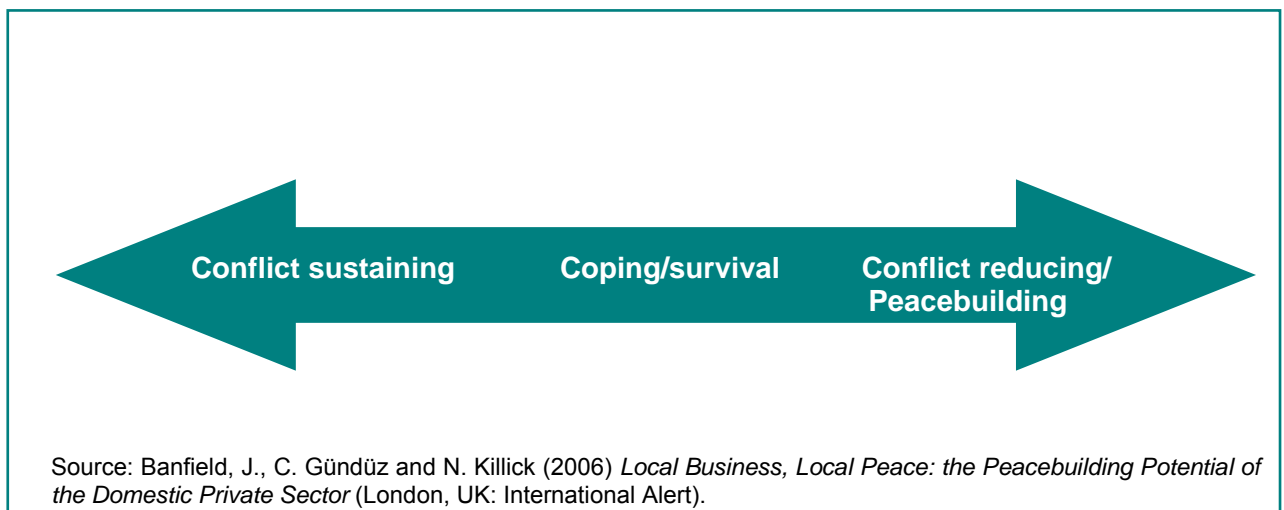 Conflict sustaining
Coping/survival
Conflict reducing/
Peacebuilding
Source: Banfield, J., C. Gündüz and N. Killick (2006) Local Business, Local Peace: the Peacebuilding Potential of
the Domestic Private Sector (London, UK: International Alert).